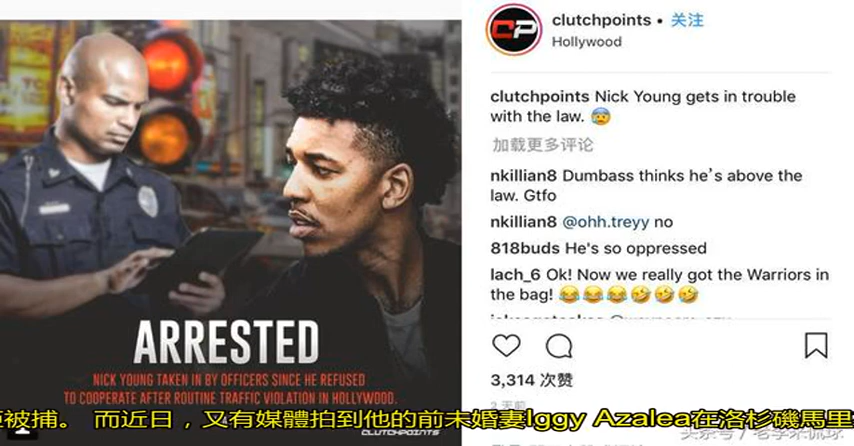 ARRESTED
NICK YOUNG TAKEN IN BY OFFICERS SINCE HE REFUSED
TO COOPERATE AFTER ROUTINE TRAFFIC VIOLATION IN HOLLYWOOD.
CLUTCHPOINTS
CP
clutchpoints • 关注
Hollywood
clutchpoints Nick Young gets in trouble
with the law. 😰
加载更多评论
nkillian8 Dumbass thinks he's above the
law. Gtfo
nkillian8 @ohh.treyy no
818buds He's so oppressed
lach_6 Ok! Now we really got the Warriors in
the bag! 😂😂😂🤣🤣🤣
3,314 次赞
被捕。 而近日，又有媒體拍到他的前未婚妻Iggy Azalea在洛杉磯馬里